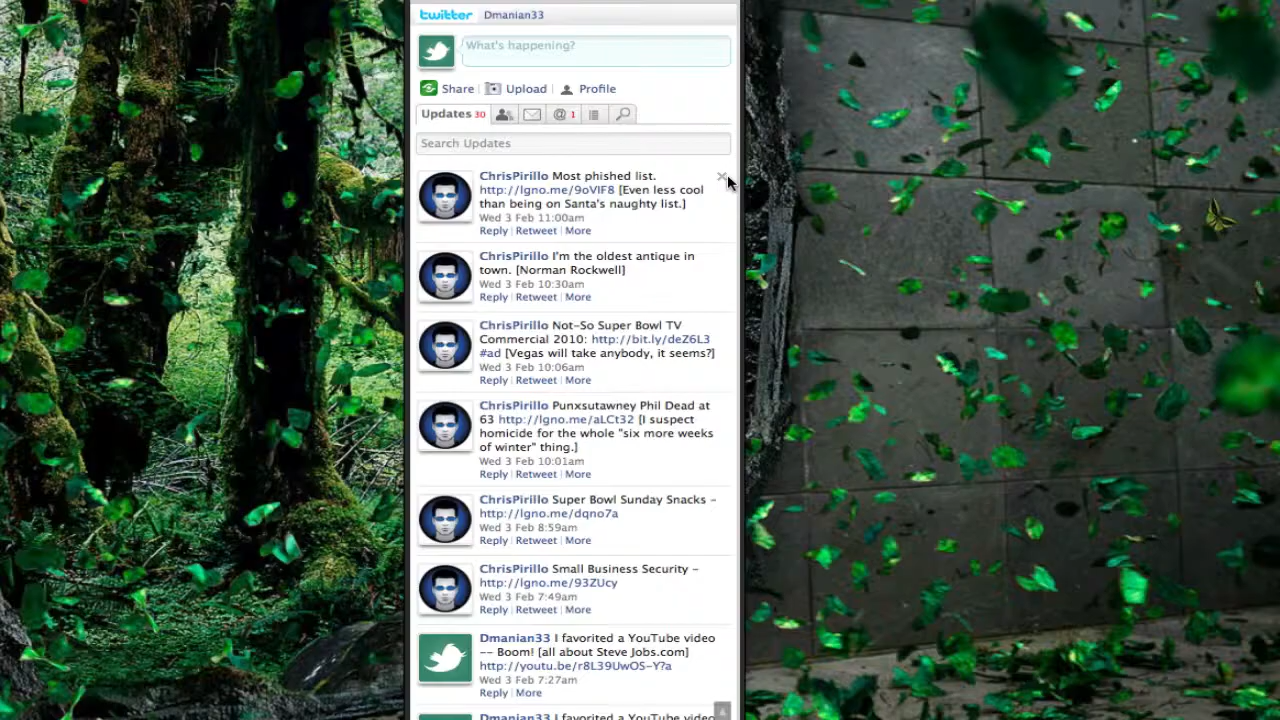 twitter Dmanian33
What's happening?
Share Upload Profile
Updates 30 @ 1
Search Updates
ChrisPirillo Most phished list.
http://lgno.me/9oVIF8 [Even less cool
than being on Santa's naughty list.]
Wed 3 Feb 11:00am
Reply Retweet More
ChrisPirillo I'm the oldest antique in
town. [Norman Rockwell]
Wed 3 Feb 10:30am
Reply Retweet More
ChrisPirillo Not-So Super Bowl TV
Commercial 2010: http://bit.ly/deZ6L3
#ad [Vegas will take anybody, it seems?]
Wed 3 Feb 10:06am
Reply Retweet More
ChrisPirillo Punxsutawney Phil Dead at
63 http://lgno.me/aLCt32 [I suspect
homicide for the whole "six more weeks
of winter" thing.]
Wed 3 Feb 10:01am
Reply Retweet More
ChrisPirillo Super Bowl Sunday Snacks -
http://lgno.me/dqno7a
Wed 3 Feb 8:59am
Reply Retweet More
ChrisPirillo Small Business Security -
http://lgno.me/93ZUcy
Wed 3 Feb 7:49am
Reply Retweet More
Dmanian33 I favorited a YouTube video
-- Boom! [all about Steve Jobs.com]
http://youtu.be/r8L39UwOS-Y?a
Wed 3 Feb 7:27am
Reply More
Dmanian33 I favorited a YouTube video